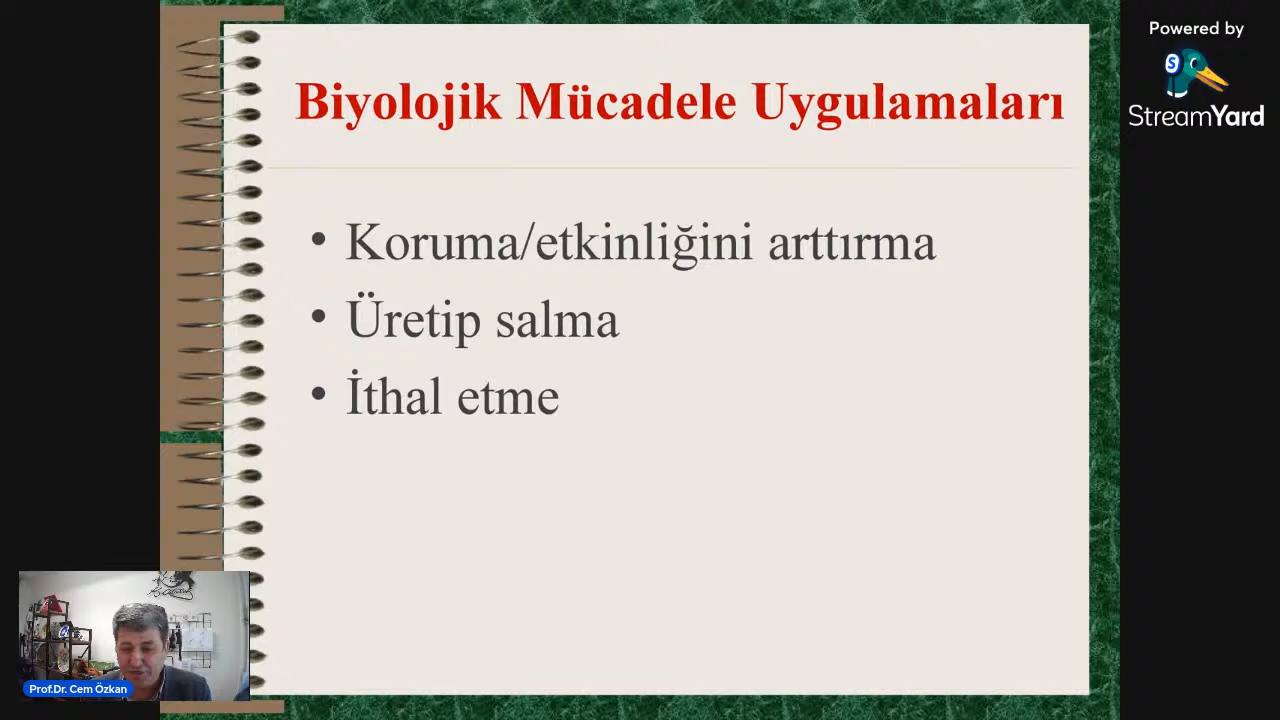 Biyolojik Mücadele Uygulamaları
• Koruma/etkinliğini arttırma
• Üretip salma
• İthal etme
Powered by
StreamYard
Prof.Dr. Cem Özkan